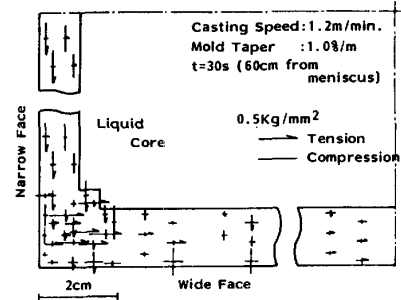 Casting Speed:1.2m/min.
Mold Taper :1.0%/m
t=30s (60cm from
meniscus)
0.5Kg/mm²
Tension
Compression
Liquid
Core
Narrow Face
2cm
Wide Face